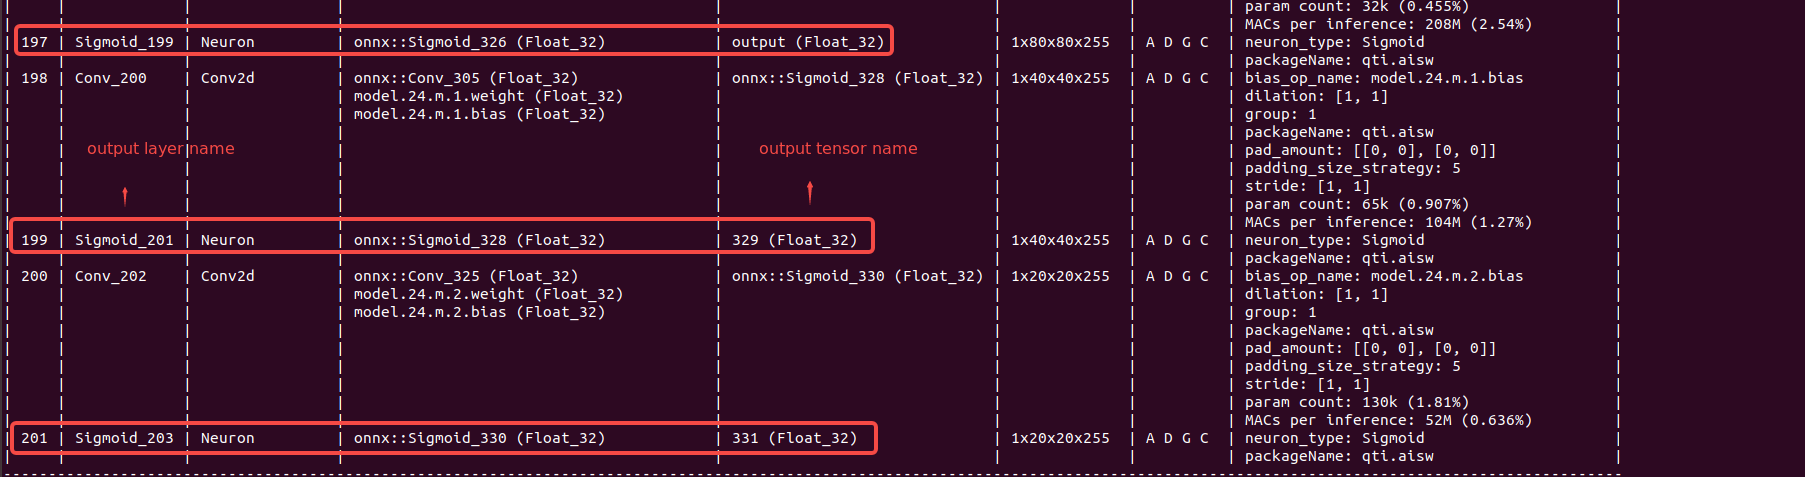 | | | | | | | | param count: 32k (0.455%) |
| | | | | | | | MACs per inference: 208M (2.54%) |
| 197 | Sigmoid_199 | Neuron | onnx::Sigmoid_326 (Float_32) | output (Float_32) | 1x80x80x255 | A D G C | neuron_type: Sigmoid |
| | | | | | | | packageName: qti.aisw |
| 198 | Conv_200 | Conv2d | onnx::Conv_305 (Float_32) | onnx::Sigmoid_328 (Float_32) | 1x40x40x255 | A D G C | bias_op_name: model.24.m.1.bias |
| | | | model.24.m.1.weight (Float_32) | | | | dilation: [1, 1] |
| | | | model.24.m.1.bias (Float_32) | | | | group: 1 |
| | | | | | | | packageName: qti.aisw |
output layer name
output tensor name
| | | | | | | | pad_amount: [[0, 0], [0, 0]] |
| | | | | | | | padding_size_strategy: 5 |
| | | | | | | | stride: [1, 1] |
| | | | | | | | param count: 65k (0.907%) |
| | | | | | | | MACs per inference: 104M (1.27%) |
| 199 | Sigmoid_201 | Neuron | onnx::Sigmoid_328 (Float_32) | 329 (Float_32) | 1x40x40x255 | A D G C | neuron_type: Sigmoid |
| | | | | | | | packageName: qti.aisw |
| 200 | Conv_202 | Conv2d | onnx::Conv_325 (Float_32) | onnx::Sigmoid_330 (Float_32) | 1x20x20x255 | A D G C | bias_op_name: model.24.m.2.bias |
| | | | model.24.m.2.weight (Float_32) | | | | dilation: [1, 1] |
| | | | model.24.m.2.bias (Float_32) | | | | group: 1 |
| | | | | | | | packageName: qti.aisw |
| | | | | | | | pad_amount: [[0, 0], [0, 0]] |
| | | | | | | | padding_size_strategy: 5 |
| | | | | | | | stride: [1, 1] |
| | | | | | | | param count: 130k (1.81%) |
| | | | | | | | MACs per inference: 52M (0.636%) |
| 201 | Sigmoid_203 | Neuron | onnx::Sigmoid_330 (Float_32) | 331 (Float_32) | 1x20x20x255 | A D G C | neuron_type: Sigmoid |
| | | | | | | | packageName: qti.aisw |